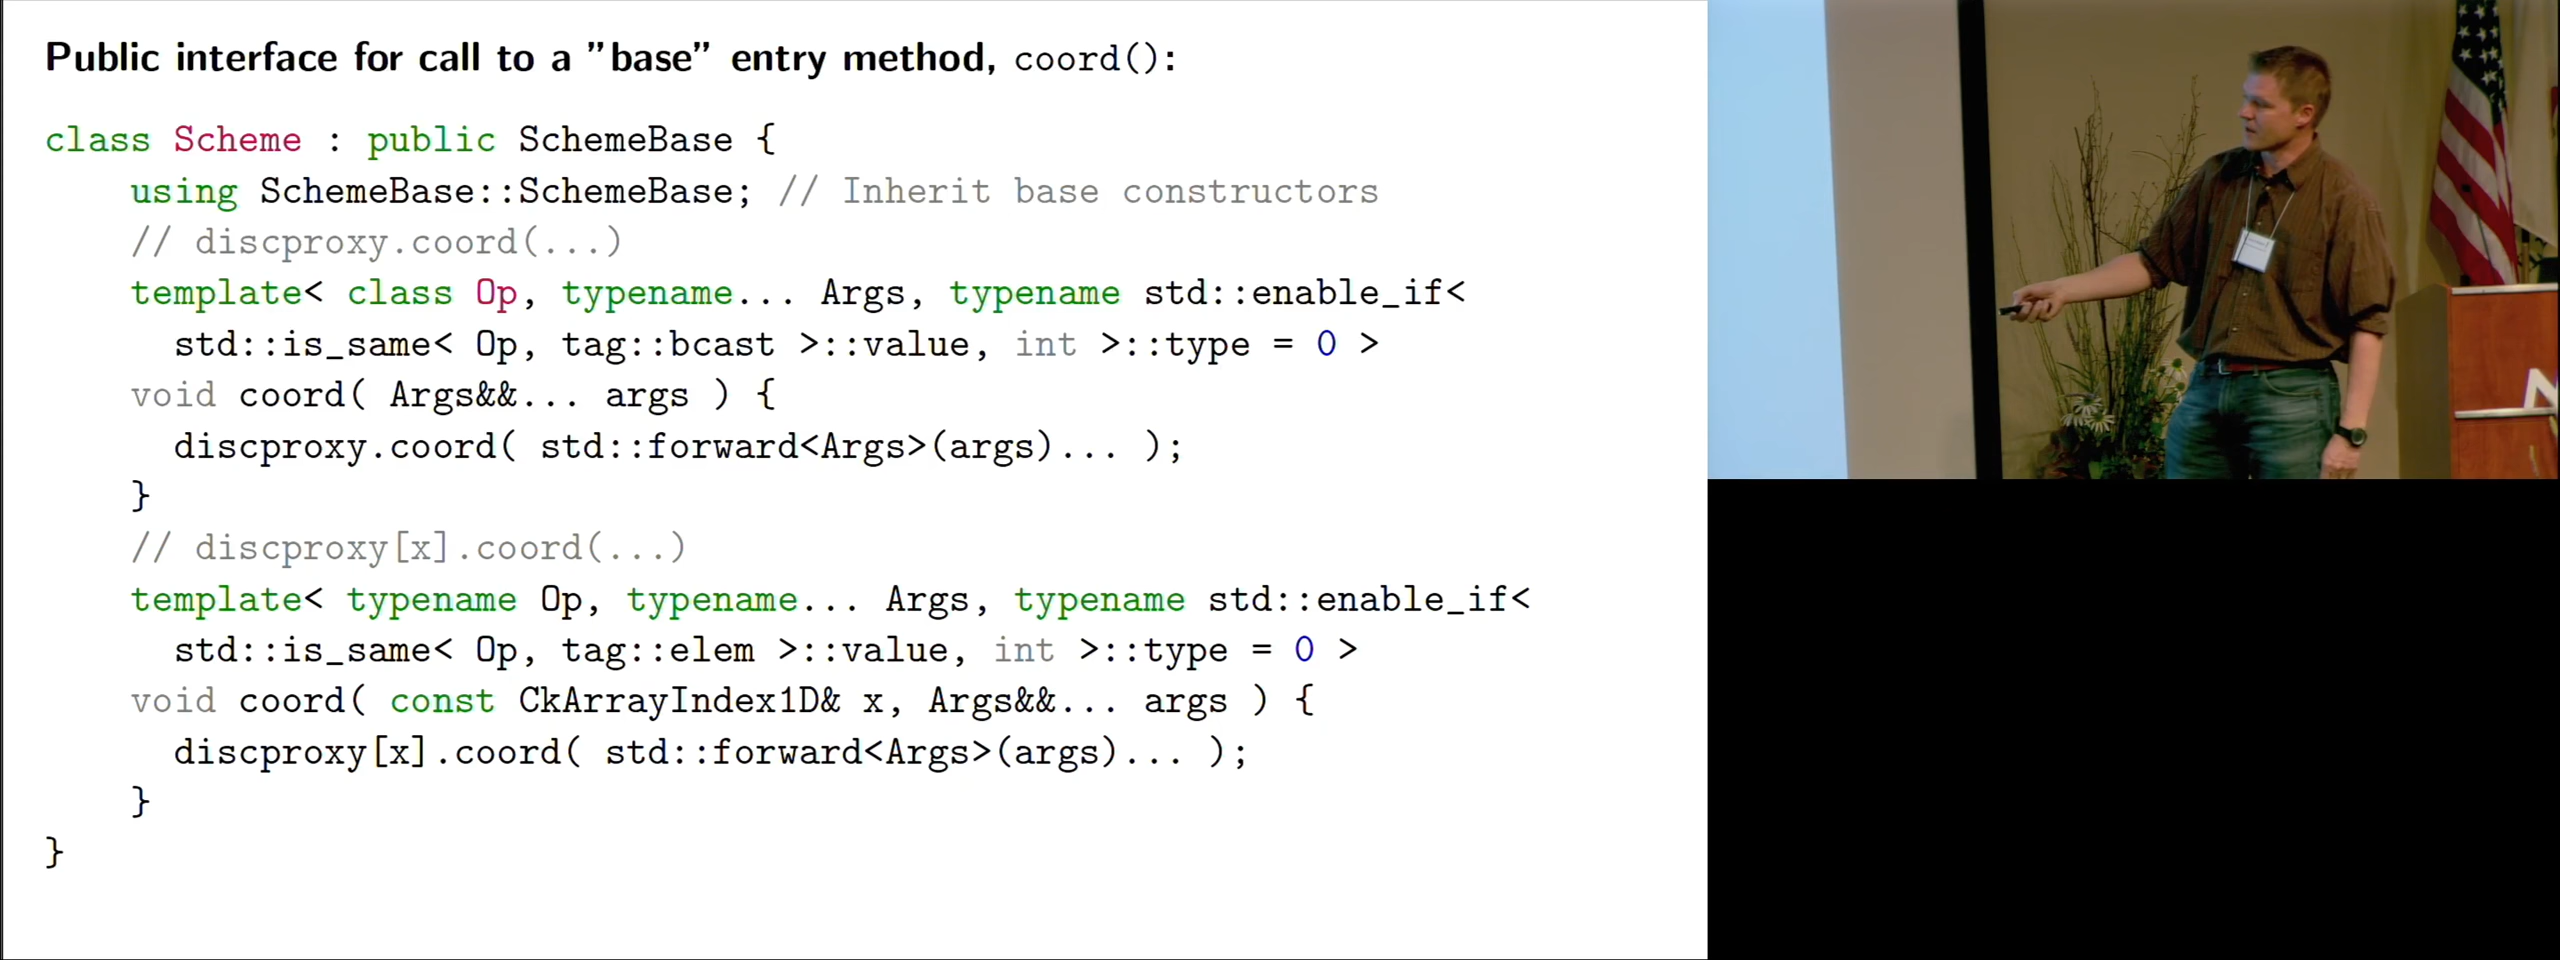 Public interface for call to a ”base” entry method, coord():
class Scheme : public SchemeBase {
using SchemeBase::SchemeBase; // Inherit base constructors
// discproxy.coord(...)
template< class Op, typename... Args, typename std::enable_if<
std::is_same< Op, tag::bcast >::value, int >::type = 0 >
void coord( Args&&... args ) {
discproxy.coord( std::forward<Args>(args)... );
}
// discproxy[x].coord(...)
template< typename Op, typename... Args, typename std::enable_if<
std::is_same< Op, tag::elem >::value, int >::type = 0 >
void coord( const CkArrayIndex1D& x, Args&&... args ) {
discproxy[x].coord( std::forward<Args>(args)... );
}
}